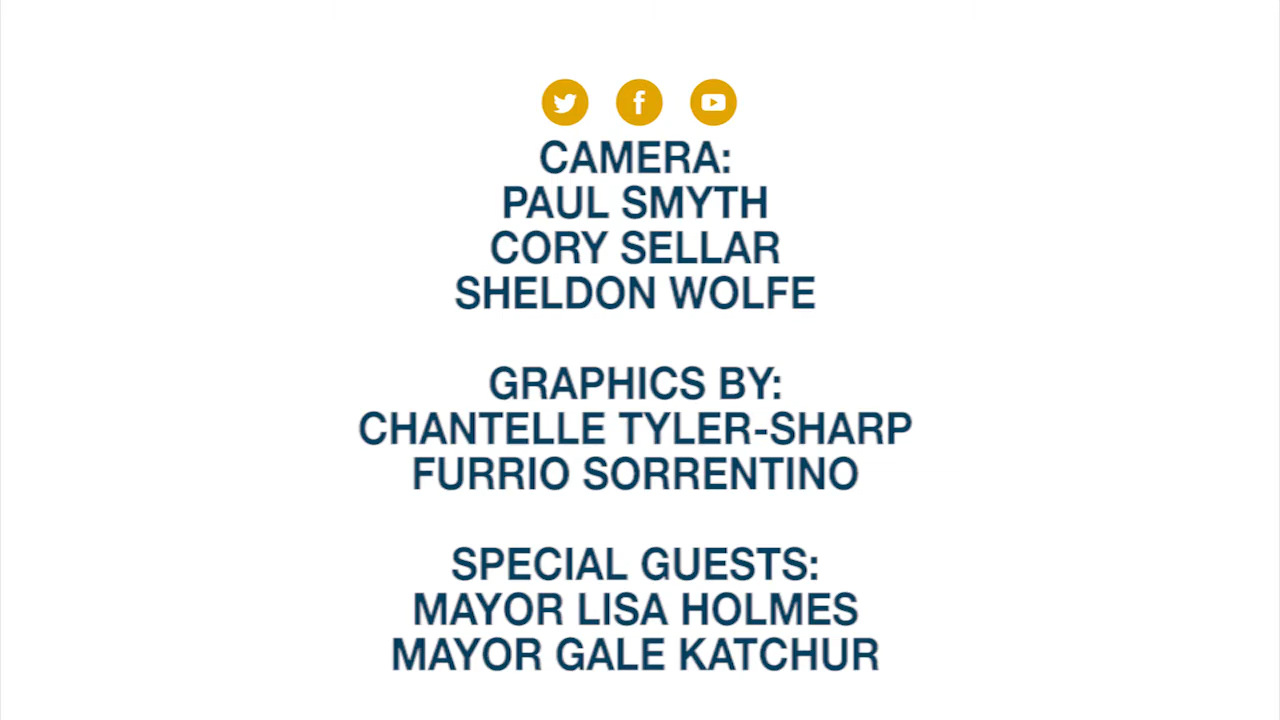 CAMERA:
PAUL SMYTH
CORY SELLAR
SHELDON WOLFE
GRAPHICS BY:
CHANTELLE TYLER-SHARP
FURRIO SORRENTINO
SPECIAL GUESTS:
MAYOR LISA HOLMES
MAYOR GALE KATCHUR